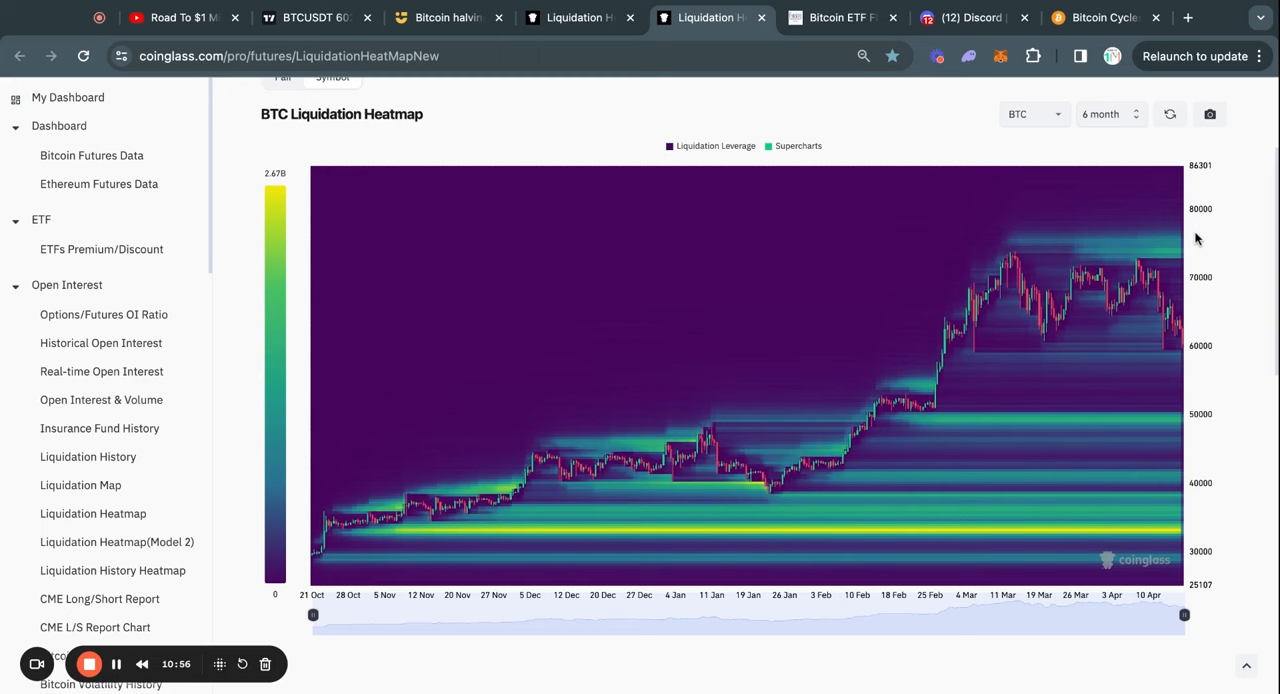 Road To $1 Mi
BTCUSDT 60
Bitcoin halvin
Liquidation H
Liquidation H
Bitcoin ETF F
(12) Discord
Bitcoin Cycle
coinglass.com/pro/futures/LiquidationHeatMapNew
Relaunch to update
Pair
Symbol
My Dashboard
BTC Liquidation Heatmap
BTC
6 month
Dashboard
Bitcoin Futures Data
Liquidation Leverage
Supercharts
Ethereum Futures Data
ETF
ETFs Premium/Discount
Open Interest
Options/Futures OI Ratio
Historical Open Interest
Real-time Open Interest
Open Interest & Volume
Insurance Fund History
Liquidation History
Liquidation Map
Liquidation Heatmap
Liquidation Heatmap(Model 2)
Liquidation History Heatmap
CME Long/Short Report
CME L/S Report Chart
Bitcoin Volatility History
2.67B
0
86301
80000
70000
60000
50000
40000
30000
25107
coinglass
21 Oct 28 Oct 5 Nov 12 Nov 20 Nov 27 Nov 5 Dec 12 Dec 20 Dec 27 Dec 4 Jan 11 Jan 19 Jan 26 Jan 3 Feb 10 Feb 18 Feb 25 Feb 4 Mar 11 Mar 19 Mar 26 Mar 3 Apr 10 Apr
10:56